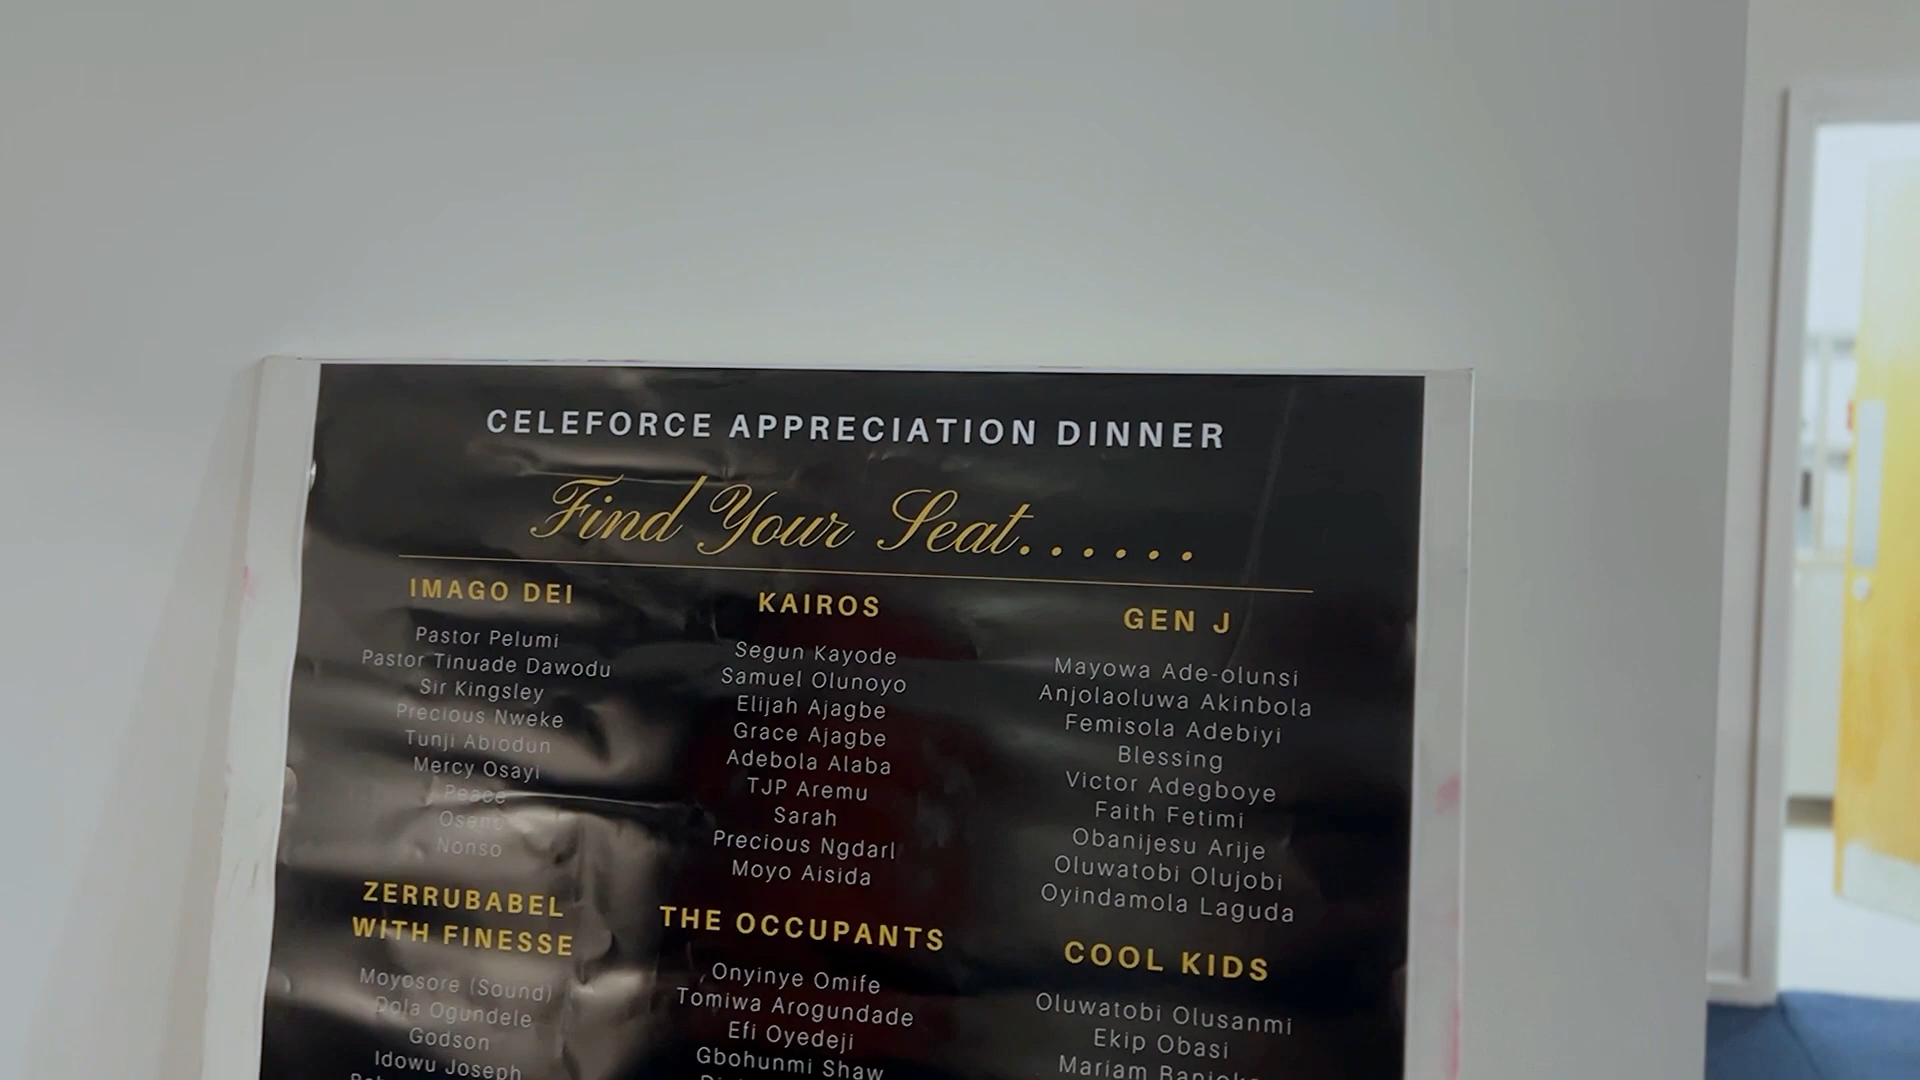 CELEFORCE APPRECIATION DINNER
Find Your Seat......
IMAGO DEI
Pastor Pelumi
Pastor Tinuade Dawodu
Sir Kingsley
Precious Nweke
Tunji Abiodun
Mercy Osayi
Peace
Oseno
Nonso
ZERRUBABEL
WITH FINESSE
Moyosore (Sound)
Dola Ogundele
Godson
Idowu Joseph
KAIROS
Segun Kayode
Samuel Olunoyo
Elijah Ajagbe
Grace Ajagbe
Adebola Alaba
TJP Aremu
Sarah
Precious Ngdarl
Moyo Aisida
THE OCCUPANTS
Onyinye Omife
Tomiwa Arogundade
Efi Oyedeji
Gbohunmi Shaw
GEN J
Mayowa Ade-olunsi
Anjolaoluwa Akinbola
Femisola Adebiyi
Blessing
Victor Adegboye
Faith Fetimi
Obanijesu Arije
Oluwatobi Olujobi
Oyindamola Laguda
COOL KIDS
Oluwatobi Olusanmi
Ekip Obasi
Mariam